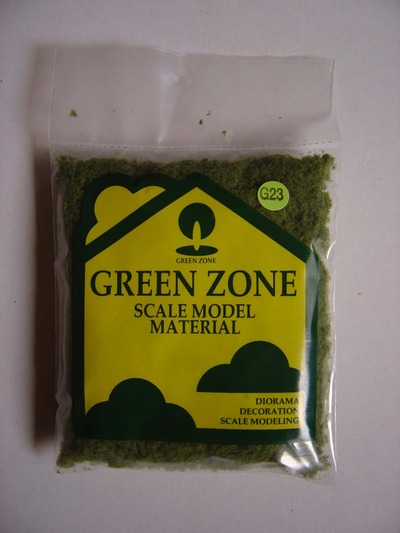 G23
GREEN ZONE
GREEN ZONE
SCALE MODEL
MATERIAL
DIORAMA
DECORATION
SCALE MODELING